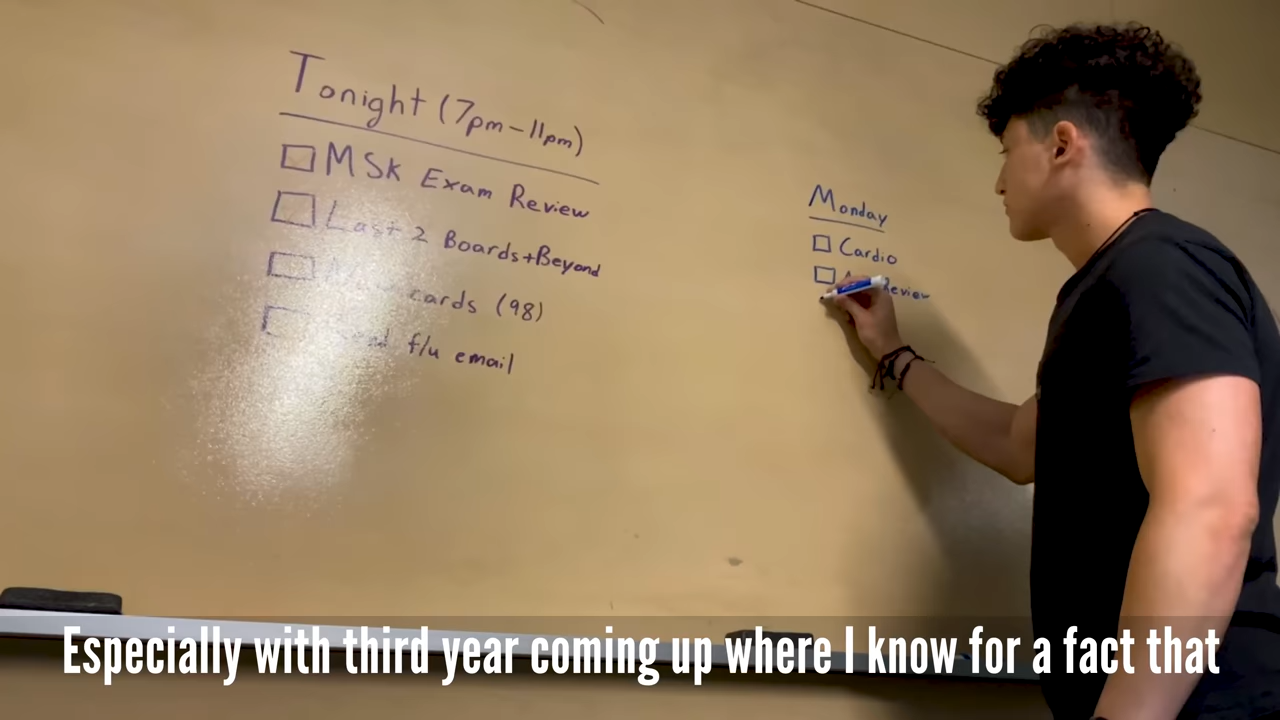 Tonight (7pm-11pm)
MSK Exam Review
Last 2 Boards+Beyond
cards (98)
f/u email
Monday
Cardio
Review
Especially with third year coming up where I know for a fact that